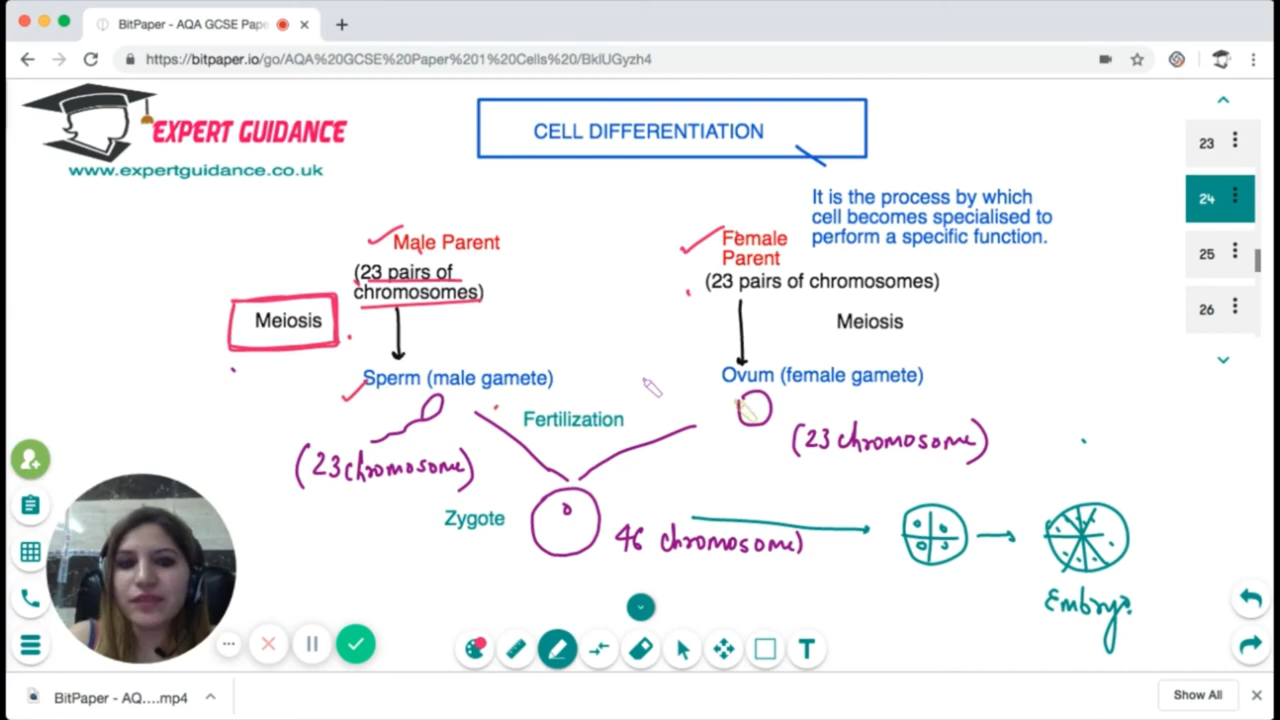 BitPaper - AQA GCSE Pape
https://bitpaper.io/go/AQA%20GCSE%20Paper%201%20Cells%20/BklUGyzh4
EXPERT GUIDANCE
www.expertguidance.co.uk
CELL DIFFERENTIATION
It is the process by which
cell becomes specialised to
perform a specific function.
Male Parent
(23 pairs of
chromosomes)
Female
Parent
(23 pairs of chromosomes)
Meiosis
Meiosis
Sperm (male gamete)
Ovum (female gamete)
Fertilization
(23 chromosome)
(23 chromosome)
Zygote
46 chromosome)
Embryo
23
24
25
26
T
BitPaper - AQ....mp4
Show All